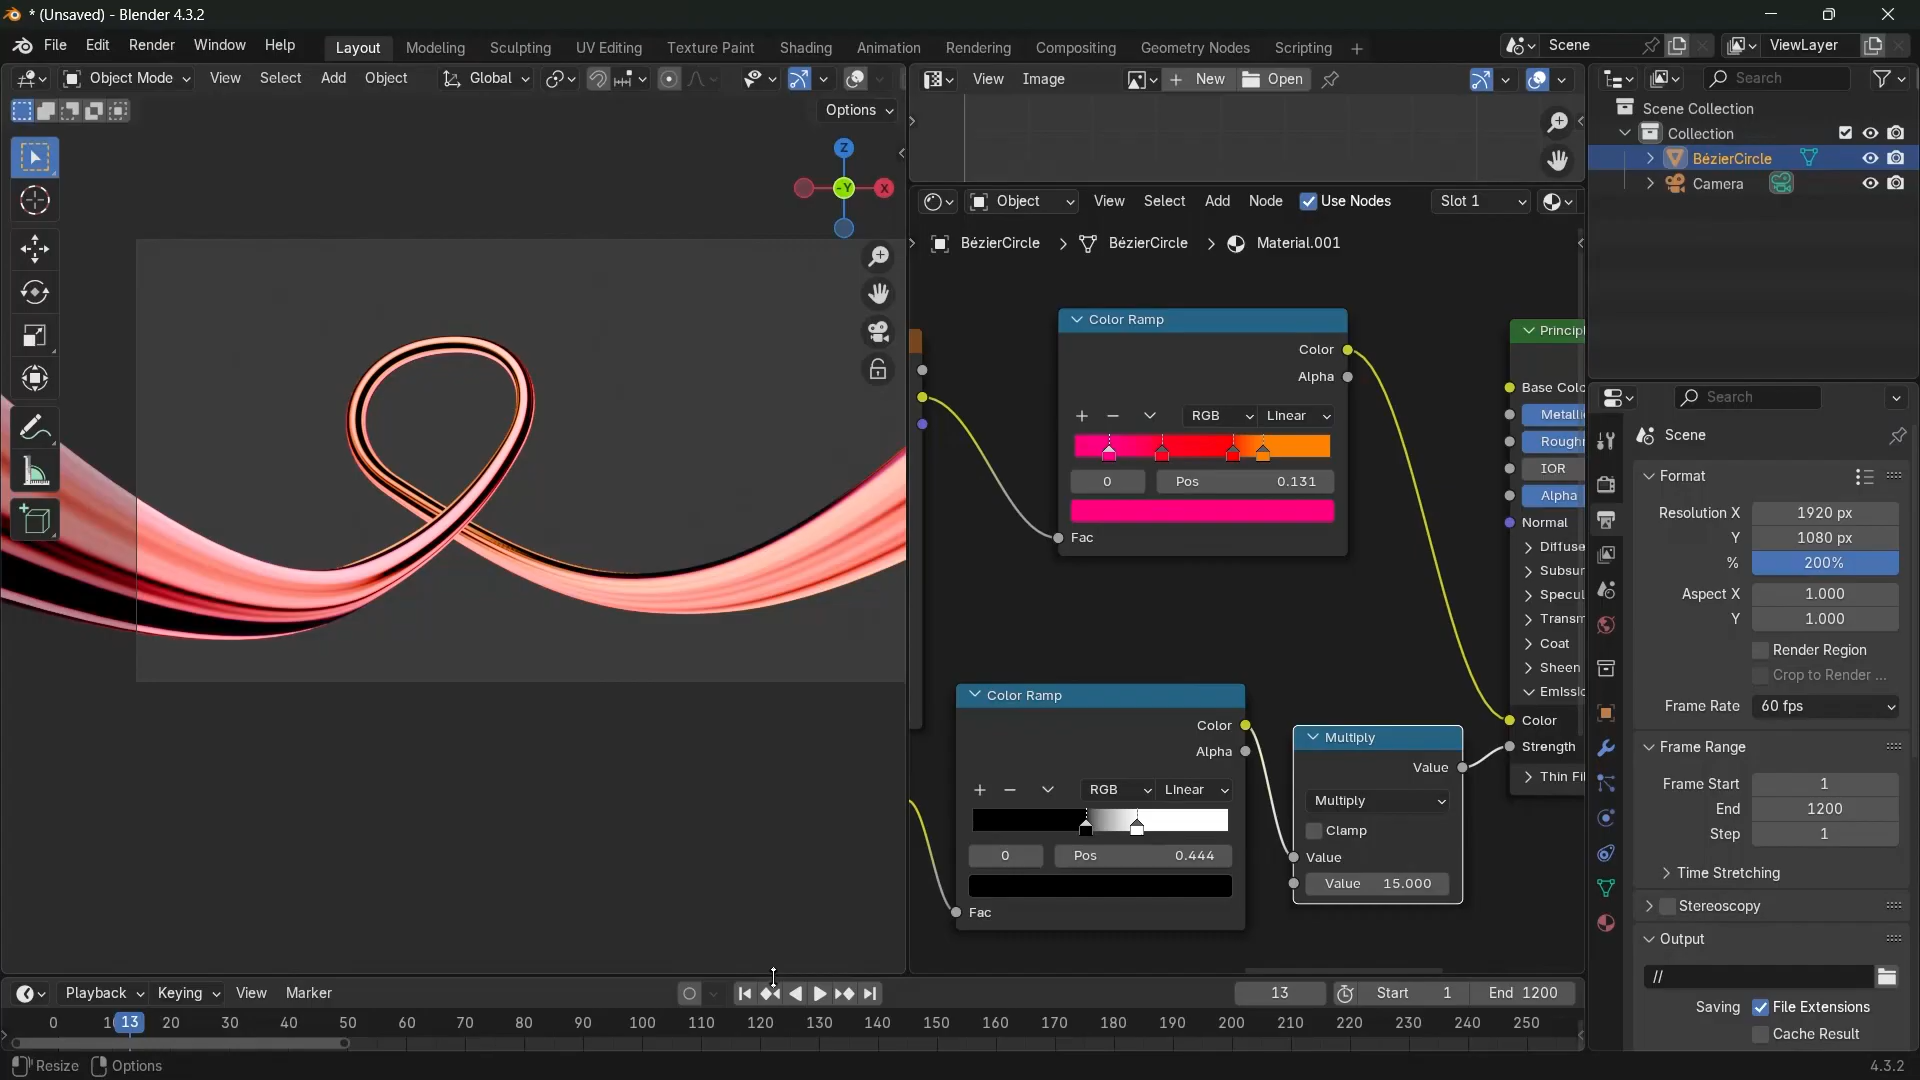 * (Unsaved) - Blender 4.3.2
File Edit Render Window Help Layout Modeling Sculpting UV Editing Texture Paint Shading Animation Rendering Compositing Geometry Nodes Scripting Scene ViewLayer
Object Mode View Select Add Object Global View Image New Open Search
Options
Z
X
-Y
Scene Collection
Collection
BézierCircle
Camera
Object View Select Add Node Use Nodes Slot 1
BézierCircle BézierCircle Material.001
Color Ramp
Color
Alpha
RGB Linear
0 Pos 0.131
Fac
Color Ramp
Color
Alpha
RGB Linear
0 Pos 0.444
Fac
Multiply
Value
Multiply
Clamp
Value
Value 15.000
Princip
Base Colo
Metalli
Roughn
IOR
Alpha
Normal
Diffuse
Subsur
Specul
Transm
Coat
Sheen
Emissio
Color
Strength
Thin Fil
Search
Scene
Format
Resolution X 1920 px
Y 1080 px
% 200%
Aspect X 1.000
Y 1.000
Render Region
Crop to Render ...
Frame Rate 60 fps
Frame Range
Frame Start 1
End 1200
Step 1
Time Stretching
Stereoscopy
Output
//
Saving File Extensions
Cache Result
Playback Keying View Marker 13 Start 1 End 1200
0 1 13 20 30 40 50 60 70 80 90 100 110 120 130 140 150 160 170 180 190 200 210 220 230 240 250
Resize Options 4.3.2